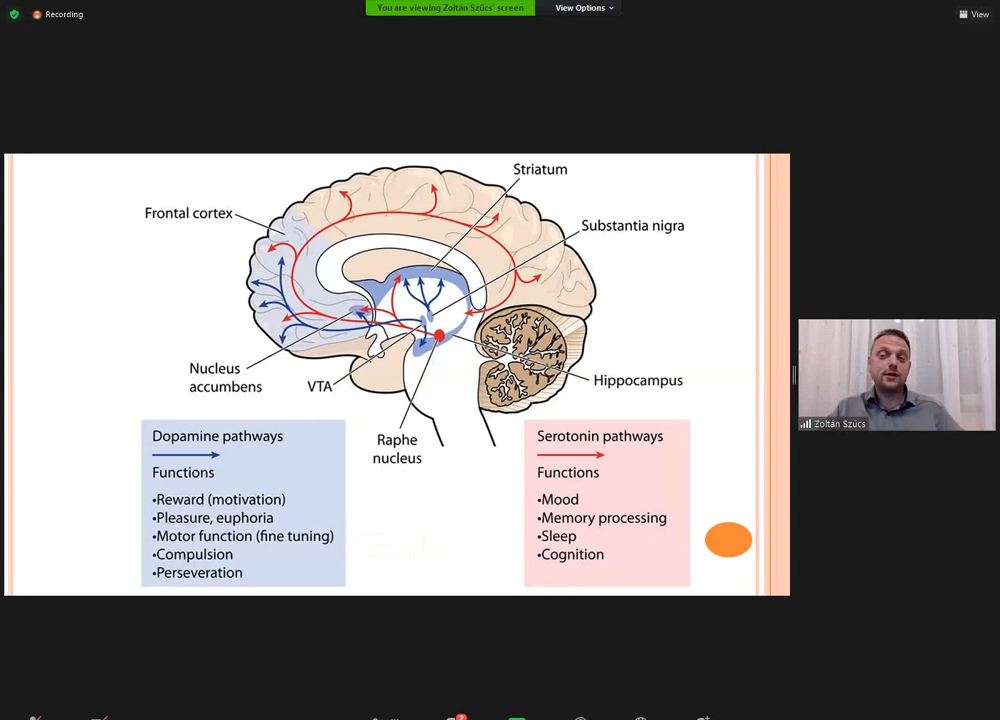 Recording
You are viewing Zoltán Szűcs' screen
View Options
View
Striatum
Frontal cortex
Substantia nigra
Nucleus
accumbens
VTA
Hippocampus
Raphe
nucleus
Dopamine pathways
Functions
•Reward (motivation)
•Pleasure, euphoria
•Motor function (fine tuning)
•Compulsion
•Perseveration
Serotonin pathways
Functions
•Mood
•Memory processing
•Sleep
•Cognition
Zoltán Szűcs
2